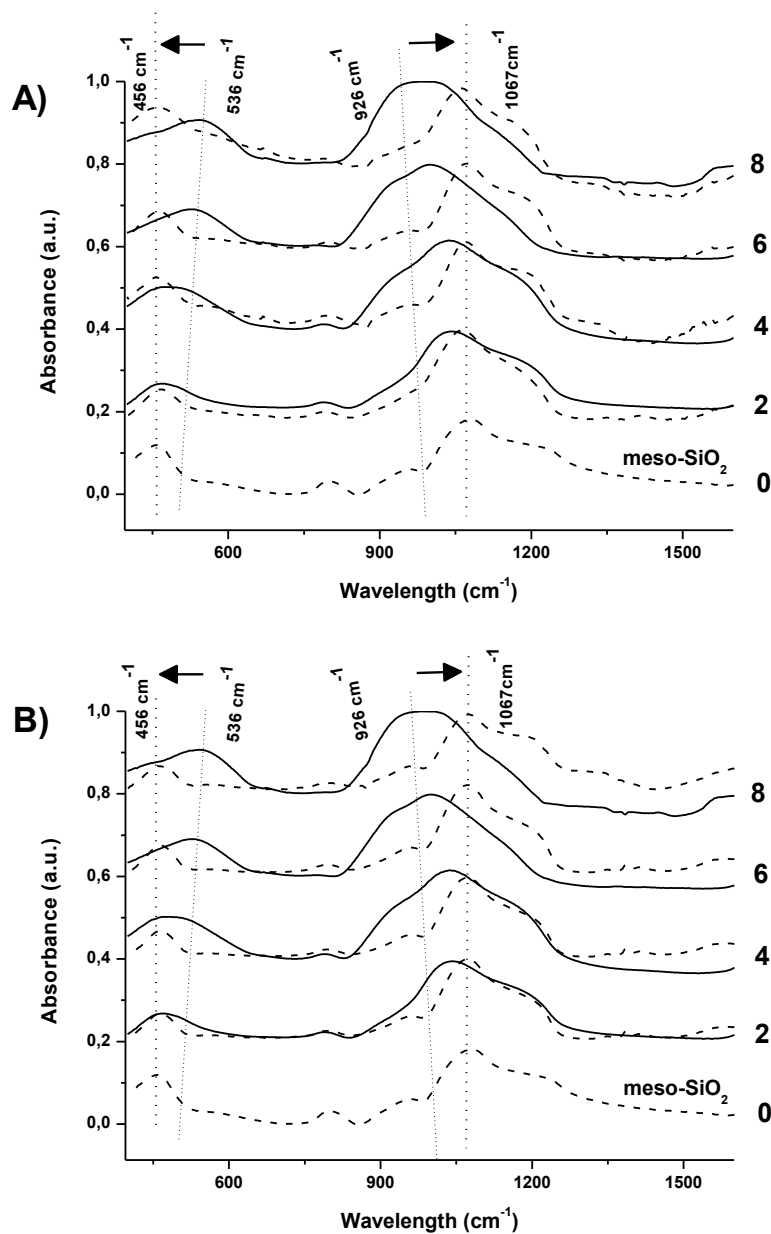 A)
456 cm⁻¹
536 cm⁻¹
926 cm⁻¹
1067cm⁻¹
1,0
0,8
0,6
0,4
0,2
0,0
Absorbance (a.u.)
8
6
4
2
meso-SiO₂
0
600 900 1200 1500
Wavelength (cm⁻¹)
B)
456 cm⁻¹
536 cm⁻¹
926 cm⁻¹
1067cm⁻¹
1,0
0,8
0,6
0,4
0,2
0,0
Absorbance (a.u.)
8
6
4
2
meso-SiO₂
0
600 900 1200 1500
Wavelength (cm⁻¹)